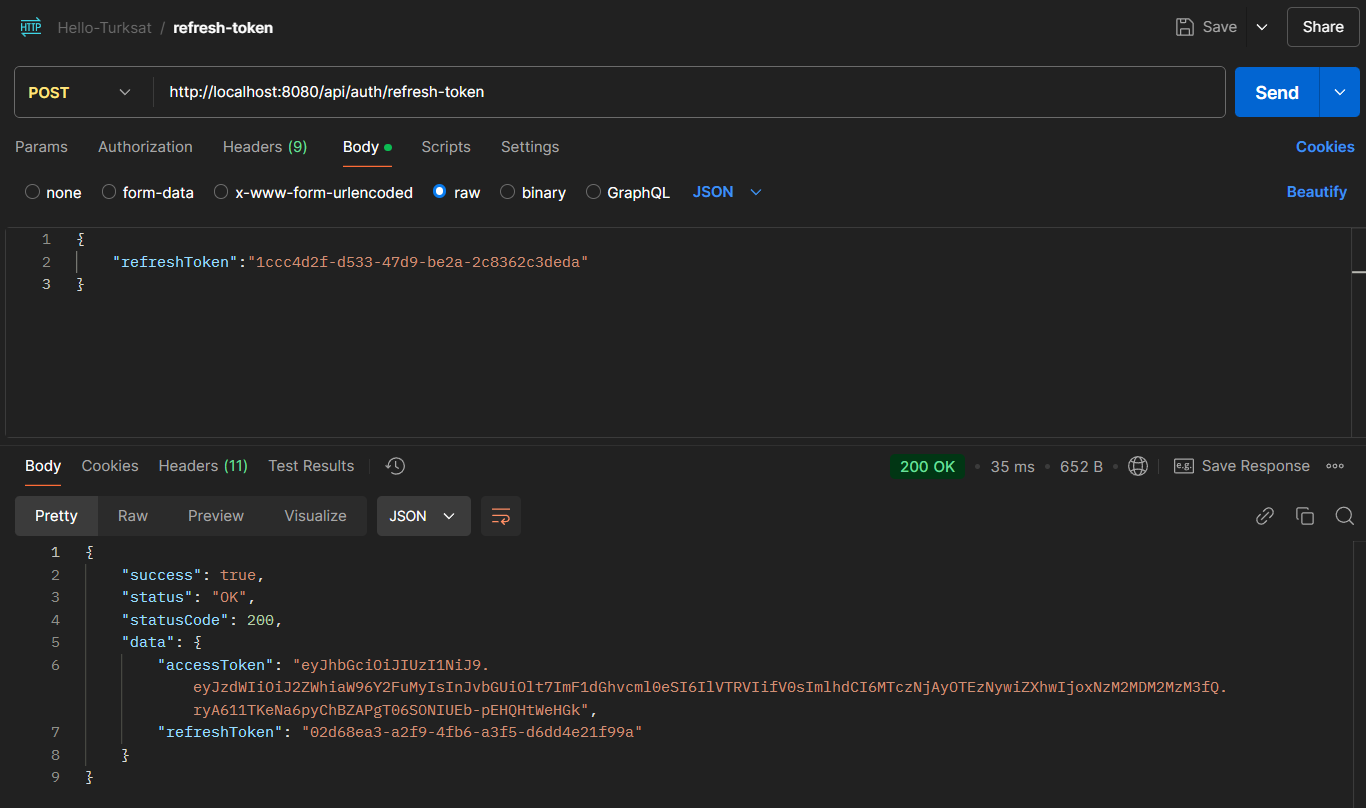 HTTP Hello-Turksat / refresh-token Save Share
POST http://localhost:8080/api/auth/refresh-token Send
Params Authorization Headers (9) Body Scripts Settings Cookies
none form-data x-www-form-urlencoded raw binary GraphQL JSON Beautify
1 {
2 "refreshToken":"1ccc4d2f-d533-47d9-be2a-2c8362c3deda"
3 }
Body Cookies Headers (11) Test Results 200 OK • 35 ms • 652 B • e.g. Save Response
Pretty Raw Preview Visualize JSON
1 {
2 "success": true,
3 "status": "OK",
4 "statusCode": 200,
5 "data": {
6 "accessToken": "eyJhbGciOiJIUzI1NiJ9.
eyJzdWIiOiJ2ZWhiaW96Y2FuMyIsInJvbGUiOlt7ImF1dGhvcml0eSI6IlVTRVIifV0sImlhdCI6MTczNjAyOTEzNywiZXhwIjoxNzM2MDM2MzM3fQ.
ryA611TKeNa6pyChBZAPgT06SONIUEb-pEHQHtWeHGk",
7 "refreshToken": "02d68ea3-a2f9-4fb6-a3f5-d6dd4e21f99a"
8 }
9 }